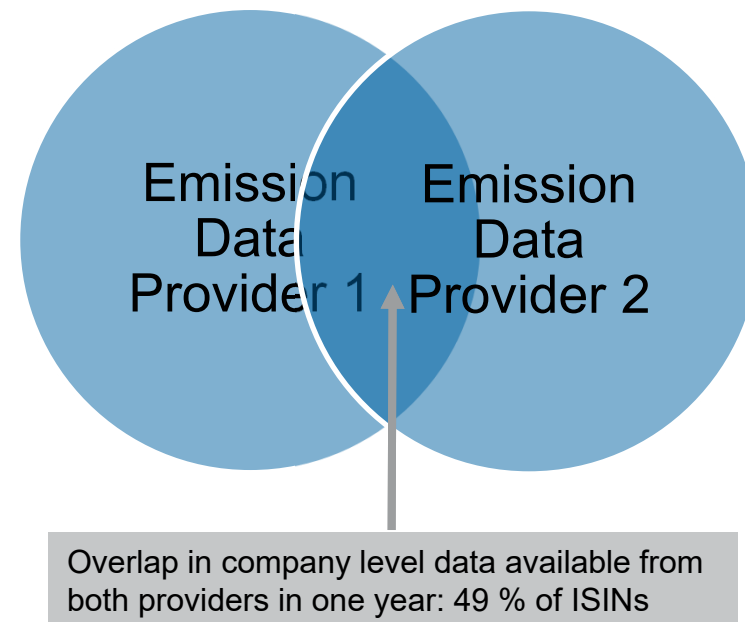 Emission
Data
Provider 1
Emission
Data
Provider 2
Overlap in company level data available from
both providers in one year: 49 % of ISINs